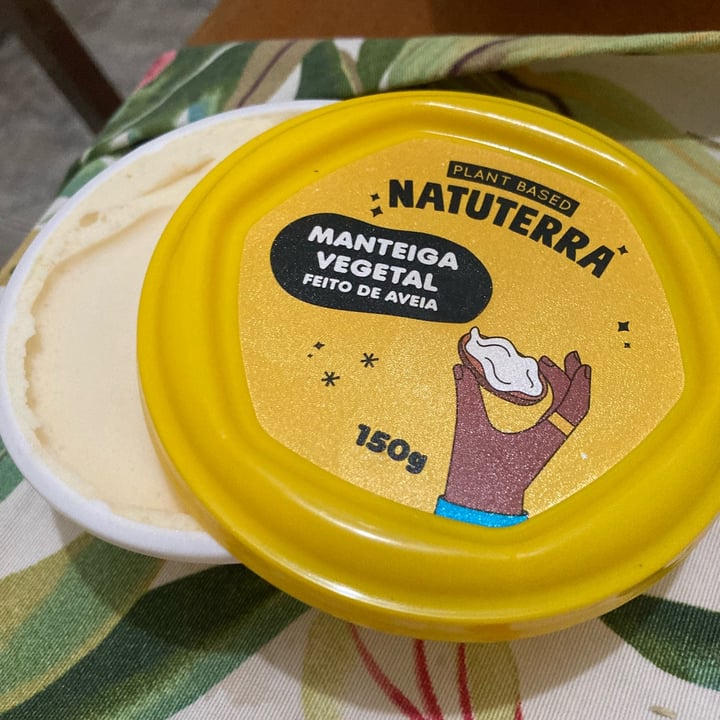 PLANT BASED
NATUTERRA
MANTEIGA
VEGETAL
FEITO DE AVEIA
150g